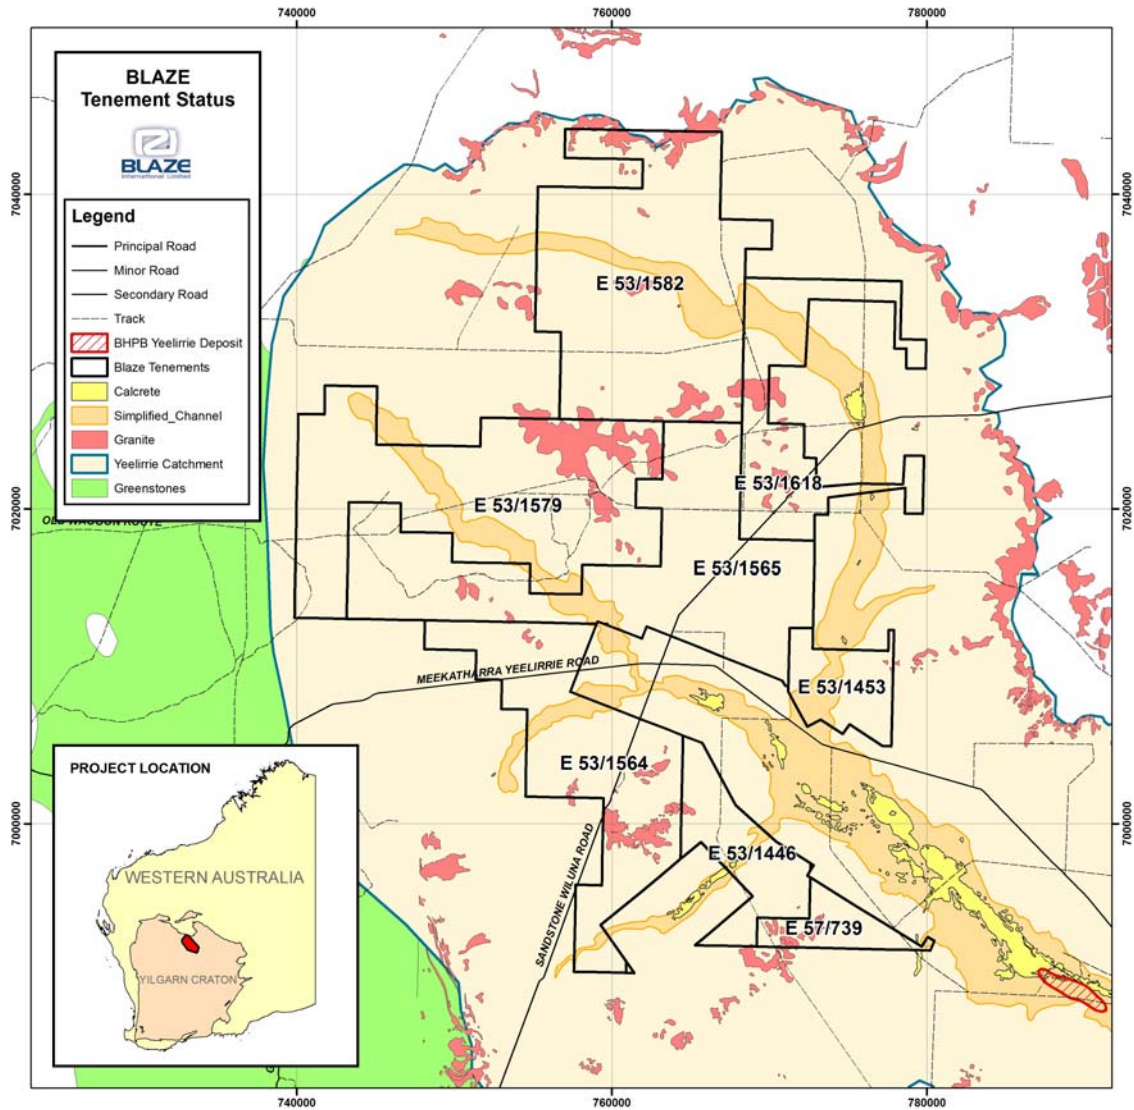 740000
760000
780000
BLAZE
Tenement Status
BLAZE
International Limited
Legend
Principal Road
Minor Road
Secondary Road
Track
BHPB Yeelirrie Deposit
Blaze Tenements
Calcrete
Simplified_Channel
Granite
Yeelirrie Catchment
Greenstones
7040000
7040000
E 53/1582
E 53/1618
E 53/1579
7020000
7020000
OLD WAGGON ROUTE
E 53/1565
MEEKATHARRA YEELIRRIE ROAD
E 53/1453
E 53/1564
7000000
7000000
SANDSTONE WILUNA ROAD
E 53/1446
E 57/739
PROJECT LOCATION
WESTERN AUSTRALIA
YILGARN CRATON
740000
760000
780000